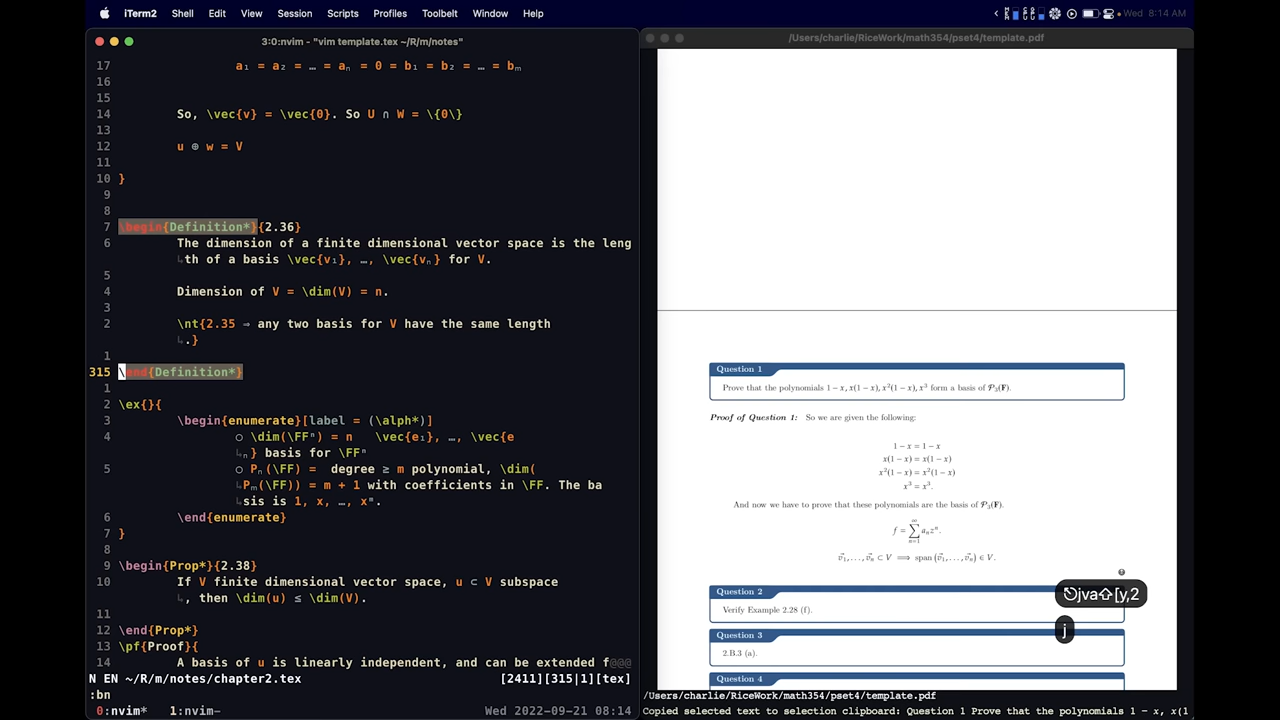 iTerm2 Shell Edit View Session Scripts Profiles Toolbelt Window Help
Wed 8:14 AM
3:0:nvim - "vim template.tex ~/R/m/notes"
/Users/charlie/RiceWork/math354/pset4/template.pdf
17 a₁ = a₂ = … = aₙ = 0 = b₁ = b₂ = … = bₘ
16
15
14 So, \vec{v} = \vec{0}. So U ∩ W = \{0\}
13
12 u ⊕ w = V
11
10 }
9
8
7 \begin{Definition*}{2.36}
6 The dimension of a finite dimensional vector space is the leng
↳th of a basis \vec{v₁}, …, \vec{vₙ} for V.
5
4 Dimension of V = \dim(V) = n.
3
2 \nt{2.35 ⇒ any two basis for V have the same length
↳.}
1
315 \end{Definition*}
1
2 \ex{}{
3 \begin{enumerate}[label = (\alph*)]
4 ○ \dim(\FFⁿ) = n \vec{e₁}, …, \vec{e
↳ₙ} basis for \FFⁿ
5 ○ Pₙ(\FF) = degree ≥ m polynomial, \dim(
↳Pₘ(\FF)) = m + 1 with coefficients in \FF. The ba
↳sis is 1, x, …, xᵐ.
6 \end{enumerate}
7 }
8
9 \begin{Prop*}{2.38}
10 If V finite dimensional vector space, u ⊂ V subspace
↳, then \dim(u) ≤ \dim(V).
11
12 \end{Prop*}
13 \pf{Proof}{
14 A basis of u is linearly independent, and can be extended f@@@
N EN ~/R/m/notes/chapter2.tex [2411][315|1][tex]
:bn
0:nvim* 1:nvim- Wed 2022-09-21 08:14
Question 1
Prove that the polynomials 1 − x, x(1 − x), x²(1 − x), x³ form a basis of 𝒫₃(F).
Proof of Question 1: So we are given the following:
1 − x = 1 − x
x(1 − x) = x(1 − x)
x²(1 − x) = x²(1 − x)
x³ = x³.
And now we have to prove that these polynomials are the basis of 𝒫₃(F).
f = ∑ₙ₌₁^∞ aₙzⁿ.
v⃗₁, . . . , v⃗ₙ ⊂ V ⟹ span (v⃗₁, . . . , v⃗ₙ) ∈ V.
Question 2
Verify Example 2.28 (f).
Question 3
2.B.3 (a).
Question 4
⎋jva⇧[y,2
j
/Users/charlie/RiceWork/math354/pset4/template.pdf
Copied selected text to selection clipboard: Question 1 Prove that the polynomials 1 − x, x(1